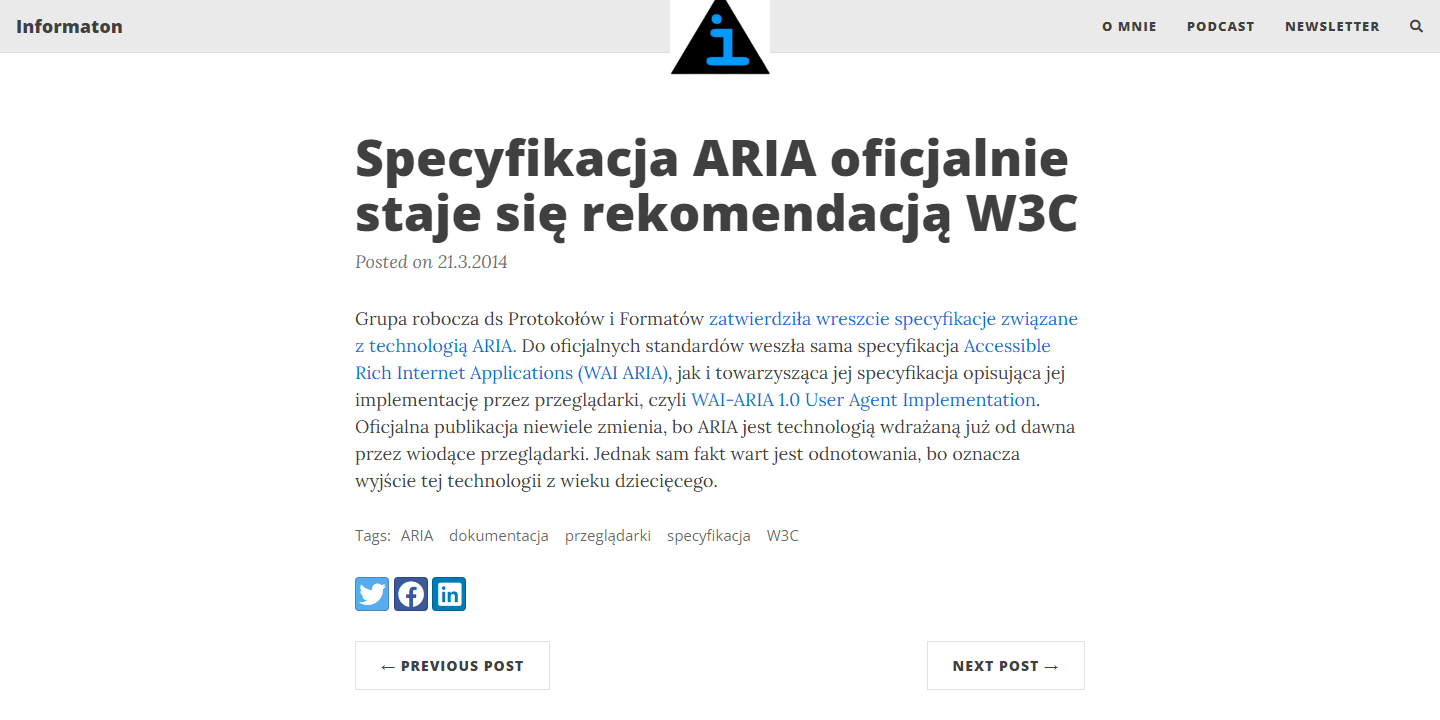 Informaton
i
O MNIE PODCAST NEWSLETTER
Specyfikacja ARIA oficjalnie
staje się rekomendacją W3C
Posted on 21.3.2014
Grupa robocza ds Protokołów i Formatów zatwierdziła wreszcie specyfikacje związane
z technologią ARIA. Do oficjalnych standardów weszła sama specyfikacja Accessible
Rich Internet Applications (WAI ARIA), jak i towarzysząca jej specyfikacja opisująca jej
implementację przez przeglądarki, czyli WAI-ARIA 1.0 User Agent Implementation.
Oficjalna publikacja niewiele zmienia, bo ARIA jest technologią wdrażaną już od dawna
przez wiodące przeglądarki. Jednak sam fakt wart jest odnotowania, bo oznacza
wyjście tej technologii z wieku dziecięcego.
Tags: ARIA dokumentacja przeglądarki specyfikacja W3C
in
← PREVIOUS POST NEXT POST →